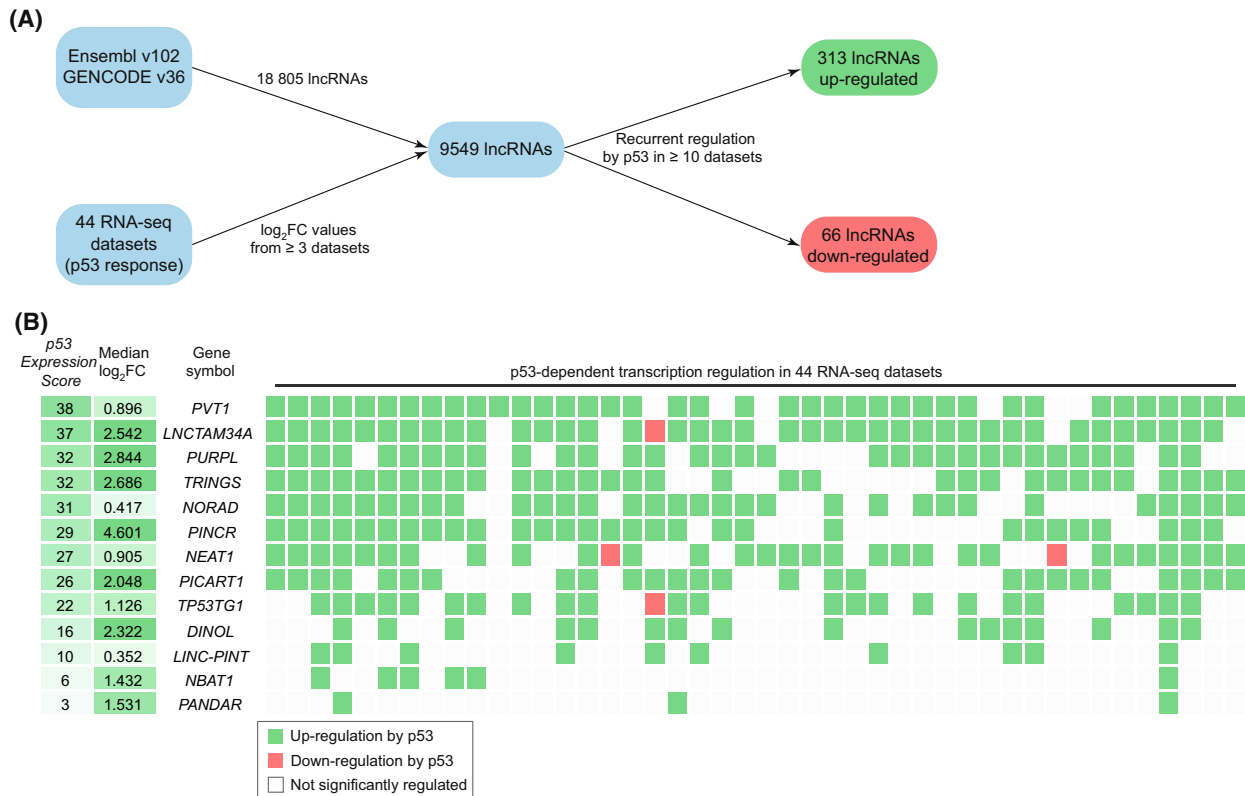 (A)
Ensembl v102
GENCODE v36
18 805 lncRNAs
44 RNA-seq
datasets
(p53 response)
log₂FC values
from ≥ 3 datasets
9549 lncRNAs
Recurrent regulation
by p53 in ≥ 10 datasets
313 lncRNAs
up-regulated
66 lncRNAs
down-regulated
(B)
p53
Expression
Score
Median
log₂FC
Gene
symbol
p53-dependent transcription regulation in 44 RNA-seq datasets
38 0.896 PVT1
37 2.542 LNCTAM34A
32 2.844 PURPL
32 2.686 TRINGS
31 0.417 NORAD
29 4.601 PINCR
27 0.905 NEAT1
26 2.048 PICART1
22 1.126 TP53TG1
16 2.322 DINOL
10 0.352 LINC-PINT
6 1.432 NBAT1
3 1.531 PANDAR
Up-regulation by p53
Down-regulation by p53
Not significantly regulated